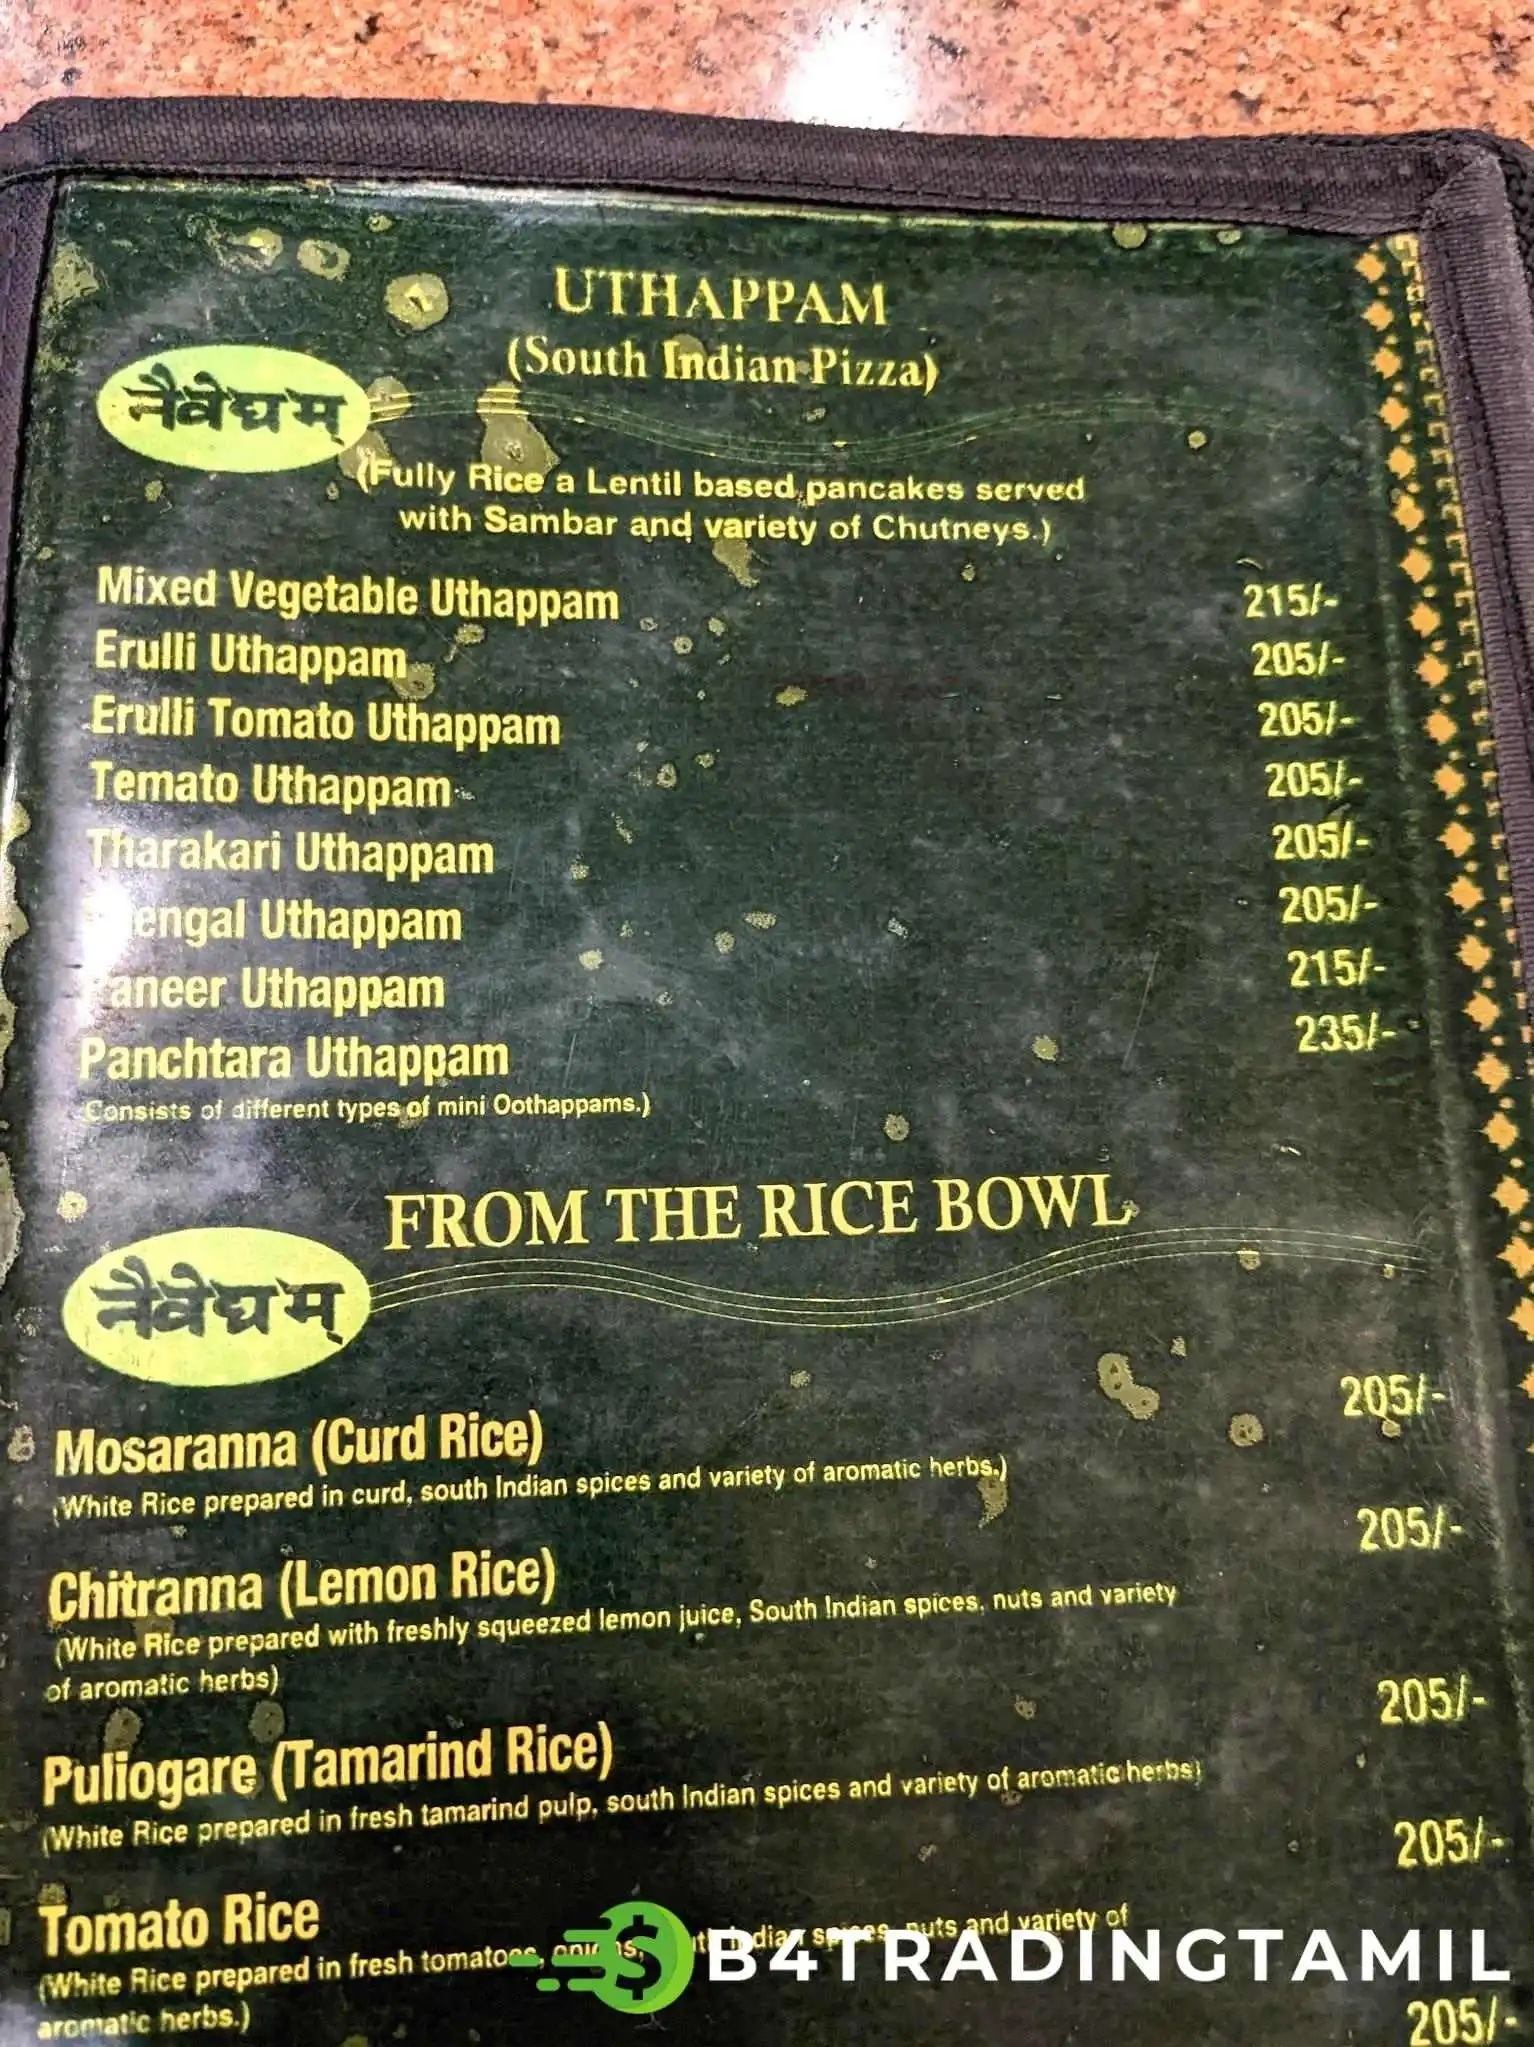 UTHAPPAM
(South Indian Pizza)
नैवेद्यम्
(Fully Rice a Lentil based pancakes served
with Sambar and variety of Chutneys.)
Mixed Vegetable Uthappam 215/-
Erulli Uthappam 205/-
Erulli Tomato Uthappam 205/-
Temato Uthappam 205/-
Tharakari Uthappam 205/-
Uthappam 205/-
Paneer Uthappam 215/-
Panchtara Uthappam 235/-
Consists of different types of mini Oothappams.)
FROM THE RICE BOWL
नैवेद्यम्
Mosaranna (Curd Rice) 205/-
(White Rice prepared in curd, south Indian spices and variety of aromatic herbs.)
Chitranna (Lemon Rice) 205/-
(White Rice prepared with freshly squeezed lemon juice, South Indian spices, nuts and variety
of aromatic herbs)
Puliogare (Tamarind Rice) 205/-
(White Rice prepared in fresh tamarind pulp, south Indian spices and variety of aromatic herbs)
Tomato Rice 205/-
(White Rice prepared in fresh tomatoes, onions, south Indian spices, nuts and variety of
aromatic herbs.)
B4TRADINGTAMIL
205/-